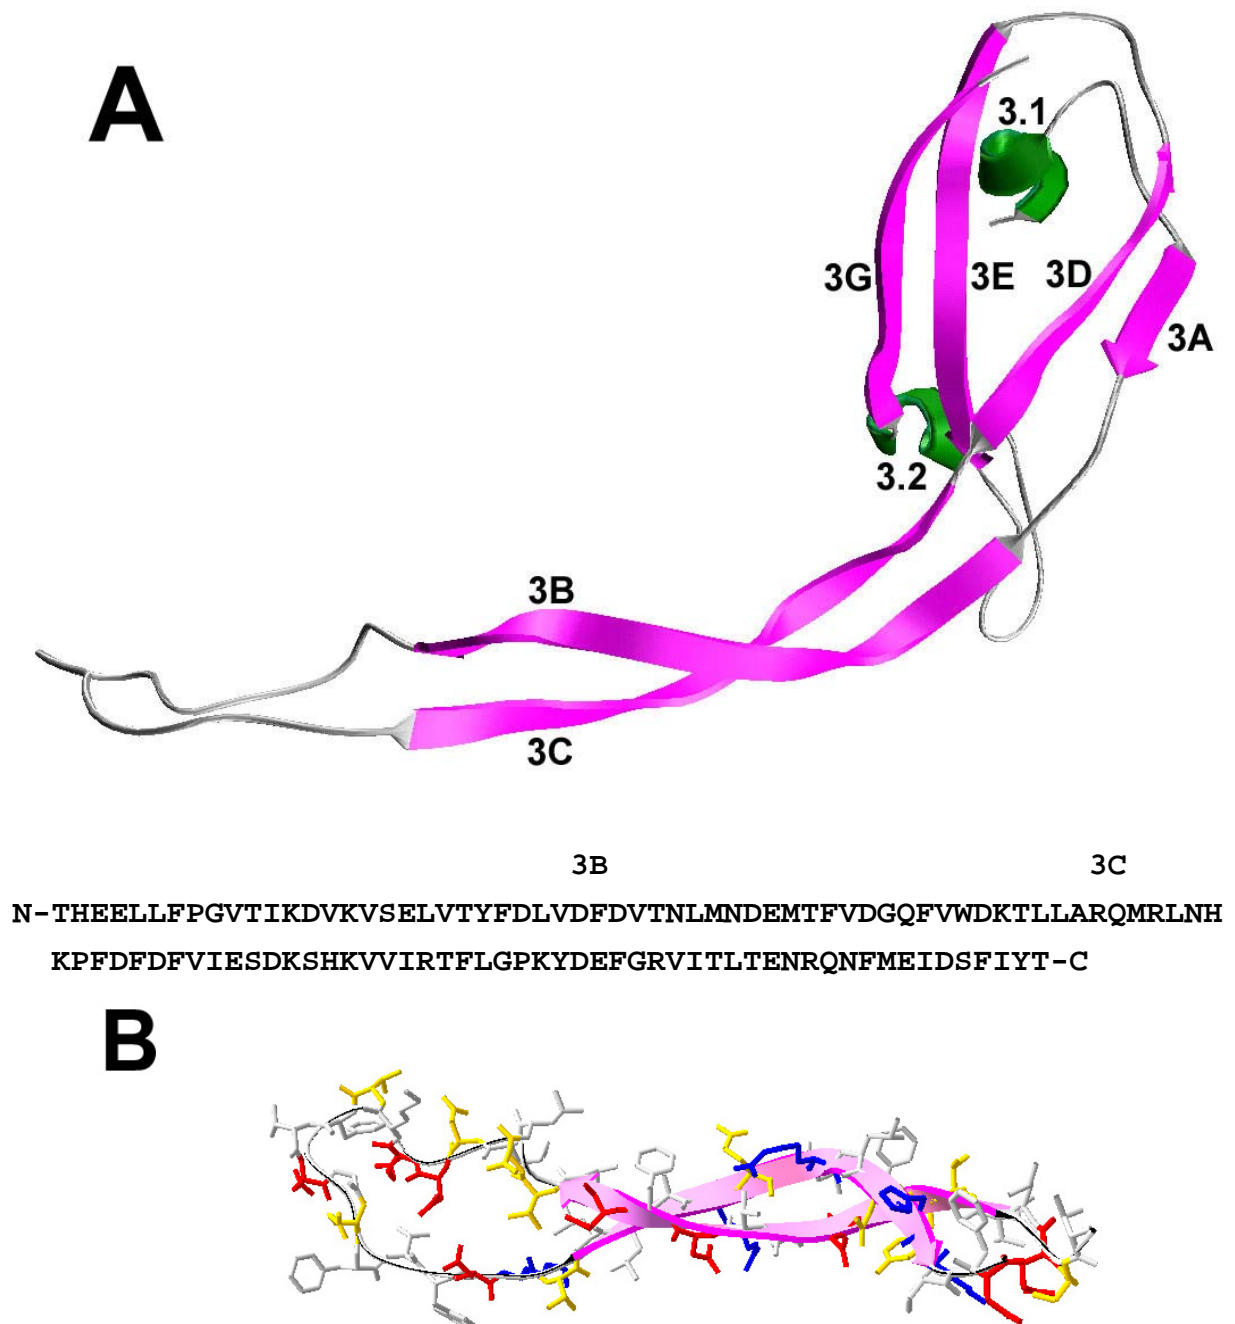 A
3.1
3G
3E
3D
3A
3.2
3B
3C
3B 3C
N-THEELLFPGVTIKDVKVSELVTYFDLVDFDVTNLMNDEMTFVDGQFVWDKTLLARQMRLNH
KPFDFDFVIESDKSHKVVIRTFLGPKYDEFGRVITLTENRQNFMEIDSFIYT-C
B